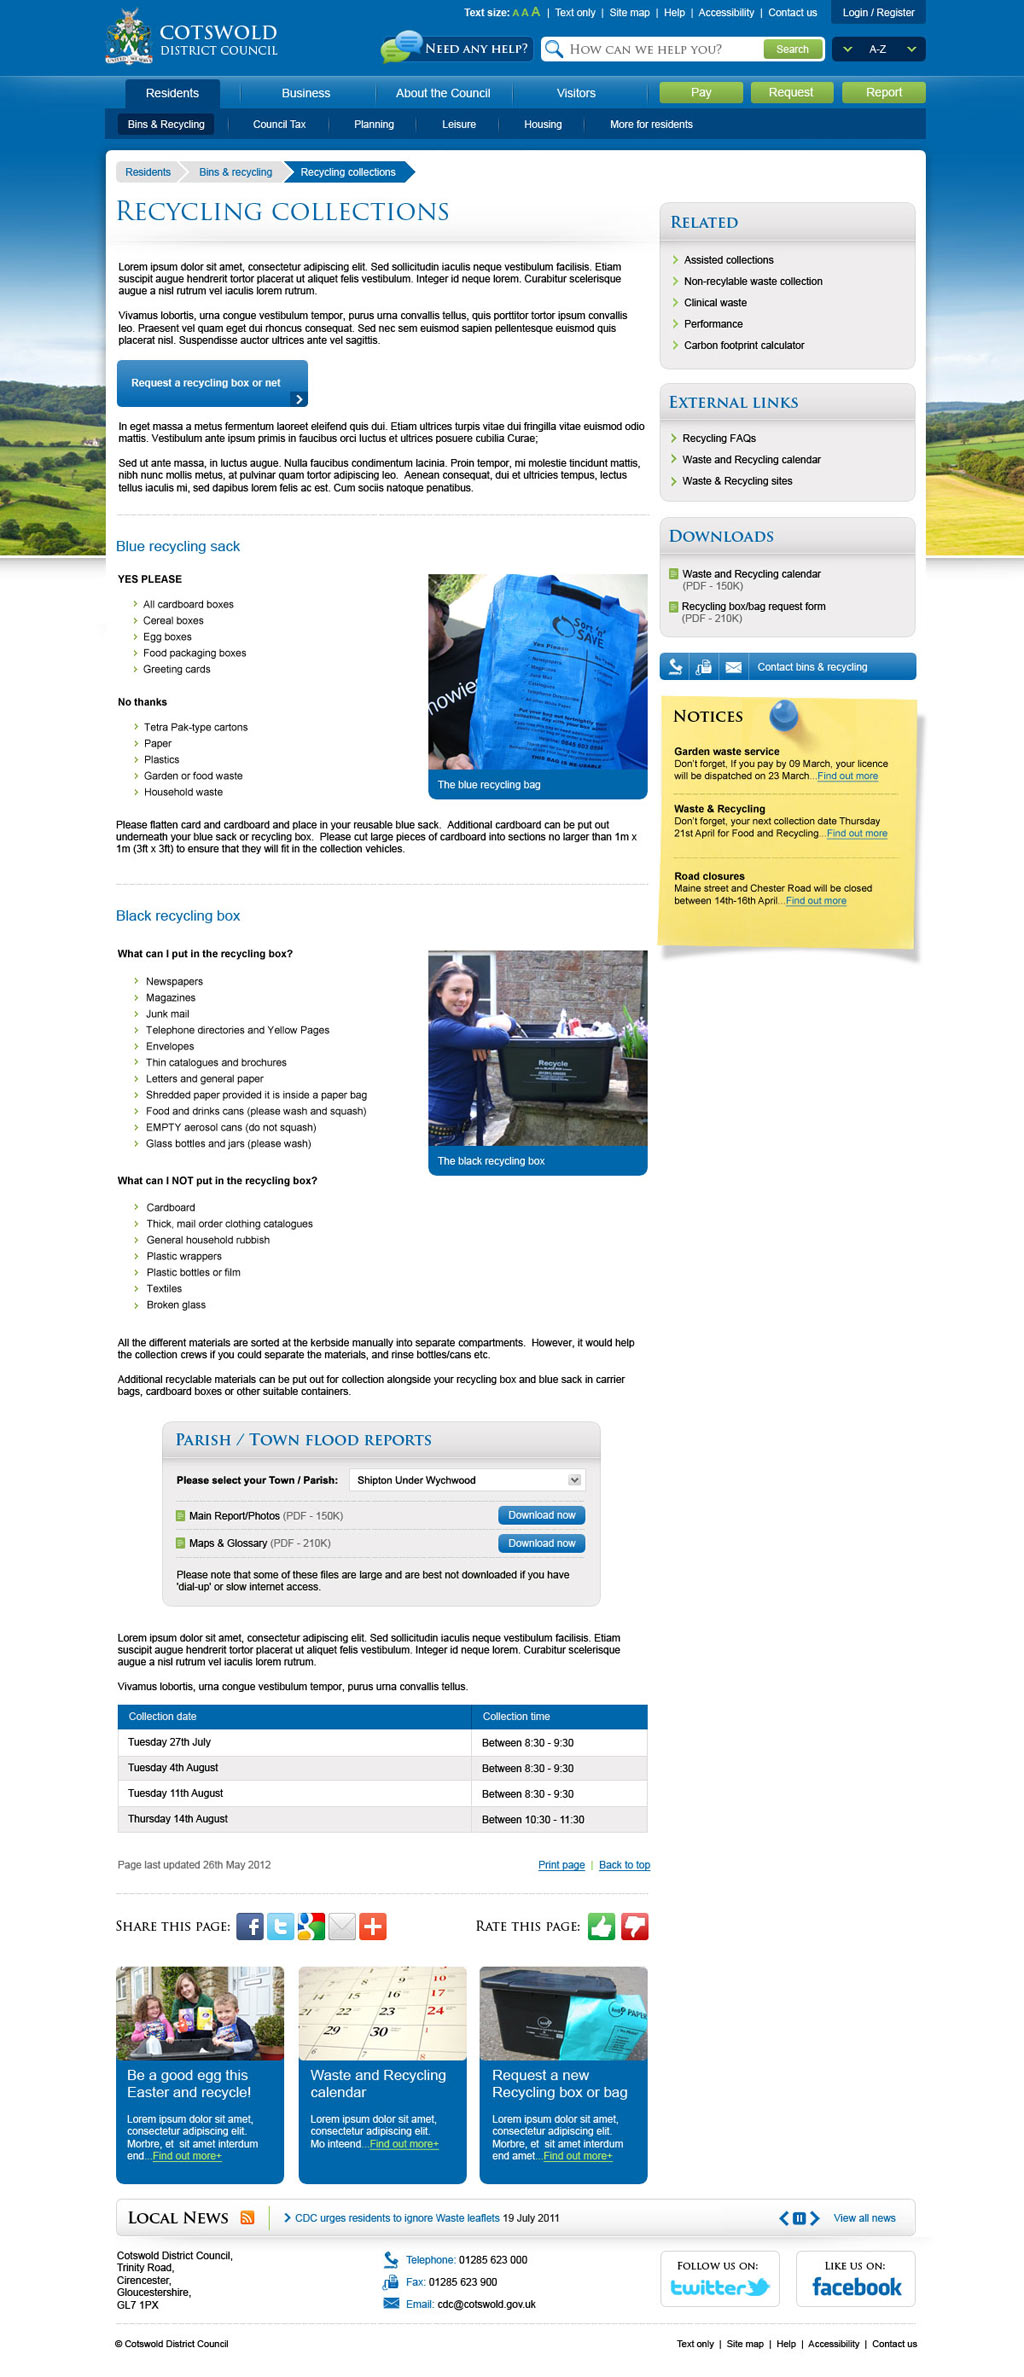 COTSWOLD
DISTRICT COUNCIL
Text size: A A A | Text only | Site map | Help | Accessibility | Contact us
Login / Register
NEED ANY HELP?
HOW CAN WE HELP YOU?
Search
A-Z
Residents
Business
About the Council
Visitors
Pay
Request
Report
Bins & Recycling
Council Tax
Planning
Leisure
Housing
More for residents
Residents
Bins & recycling
Recycling collections
RECYCLING COLLECTIONS
Lorem ipsum dolor sit amet, consectetur adipiscing elit. Sed sollicitudin iaculis neque vestibulum facilisis. Etiam
suscipit augue hendrerit tortor placerat ut aliquet felis vestibulum. Integer id neque lorem. Curabitur scelerisque
augue a nisl rutrum vel iaculis lorem rutrum.
Vivamus lobortis, urna congue vestibulum tempor, purus urna convallis tellus, quis porttitor tortor ipsum convallis
leo. Praesent vel quam eget dui rhoncus consequat. Sed nec sem euismod sapien pellentesque euismod quis
placerat nisl. Suspendisse auctor ultrices ante vel sagittis.
Request a recycling box or net
In eget massa a metus fermentum laoreet eleifend quis dui. Etiam ultrices turpis vitae dui fringilla vitae euismod odio
mattis. Vestibulum ante ipsum primis in faucibus orci luctus et ultrices posuere cubilia Curae;
Sed ut ante massa, in luctus augue. Nulla faucibus condimentum lacinia. Proin tempor, mi molestie tincidunt mattis,
nibh nunc mollis metus, at pulvinar quam tortor adipiscing leo. Aenean consequat, dui et ultricies tempus, lectus
tellus iaculis mi, sed dapibus lorem felis ac est. Cum sociis natoque penatibus.
Blue recycling sack
YES PLEASE
All cardboard boxes
Cereal boxes
Egg boxes
Food packaging boxes
Greeting cards
No thanks
Tetra Pak-type cartons
Paper
Plastics
Garden or food waste
Household waste
Sort 'n'
SAVE
Yes Please
No Please
THIS BAG IS RE-USABLE
The blue recycling bag
Please flatten card and cardboard and place in your reusable blue sack. Additional cardboard can be put out
underneath your blue sack or recycling box. Please cut large pieces of cardboard into sections no larger than 1m x
1m (3ft x 3ft) to ensure that they will fit in the collection vehicles.
Black recycling box
What can I put in the recycling box?
Newspapers
Magazines
Junk mail
Telephone directories and Yellow Pages
Envelopes
Thin catalogues and brochures
Letters and general paper
Shredded paper provided it is inside a paper bag
Food and drinks cans (please wash and squash)
EMPTY aerosol cans (do not squash)
Glass bottles and jars (please wash)
Recycle
The black recycling box
What can I NOT put in the recycling box?
Cardboard
Thick, mail order clothing catalogues
General household rubbish
Plastic wrappers
Plastic bottles or film
Textiles
Broken glass
All the different materials are sorted at the kerbside manually into separate compartments. However, it would help
the collection crews if you could separate the materials, and rinse bottles/cans etc.
Additional recyclable materials can be put out for collection alongside your recycling box and blue sack in carrier
bags, cardboard boxes or other suitable containers.
PARISH / TOWN FLOOD REPORTS
Please select your Town / Parish: Shipton Under Wychwood
Main Report/Photos (PDF - 150K) Download now
Maps & Glossary (PDF - 210K) Download now
Please note that some of these files are large and are best not downloaded if you have
'dial-up' or slow internet access.
Lorem ipsum dolor sit amet, consectetur adipiscing elit. Sed sollicitudin iaculis neque vestibulum facilisis. Etiam
suscipit augue hendrerit tortor placerat ut aliquet felis vestibulum. Integer id neque lorem. Curabitur scelerisque
augue a nisl rutrum vel iaculis lorem rutrum.
Vivamus lobortis, urna congue vestibulum tempor, purus urna convallis tellus.
Collection date Collection time
Tuesday 27th July Between 8:30 - 9:30
Tuesday 4th August Between 8:30 - 9:30
Tuesday 11th August Between 8:30 - 9:30
Thursday 14th August Between 10:30 - 11:30
Page last updated 26th May 2012
Print page | Back to top
SHARE THIS PAGE:
RATE THIS PAGE:
10
14 15 16 17
21 22 23 24
29 30
PAPER
Be a good egg this
Easter and recycle!
Lorem ipsum dolor sit amet,
consectetur adipiscing elit.
Morbre, et sit amet interdum
end...Find out more+
Waste and Recycling
calendar
Lorem ipsum dolor sit amet,
consectetur adipiscing elit.
Mo inteend...Find out more+
Request a new
Recycling box or bag
Lorem ipsum dolor sit amet,
consectetur adipiscing elit.
Morbre, et sit amet interdum
end amet...Find out more+
RELATED
Assisted collections
Non-recylable waste collection
Clinical waste
Performance
Carbon footprint calculator
EXTERNAL LINKS
Recycling FAQs
Waste and Recycling calendar
Waste & Recycling sites
DOWNLOADS
Waste and Recycling calendar
(PDF - 150K)
Recycling box/bag request form
(PDF - 210K)
Contact bins & recycling
NOTICES
Garden waste service
Don't forget, If you pay by 09 March, your licence
will be dispatched on 23 March...Find out more
Waste & Recycling
Don't forget, your next collection date Thursday
21st April for Food and Recycling...Find out more
Road closures
Maine street and Chester Road will be closed
between 14th-16th April...Find out more
LOCAL NEWS
CDC urges residents to ignore Waste leaflets 19 July 2011
View all news
Cotswold District Council,
Trinity Road,
Cirencester,
Gloucestershire,
GL7 1PX
Telephone: 01285 623 000
Fax: 01285 623 900
Email: cdc@cotswold.gov.uk
FOLLOW US ON:
twitter
LIKE US ON:
facebook
© Cotswold District Council
Text only | Site map | Help | Accessibility | Contact us